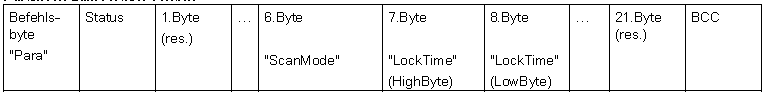 Befehls-byte "Para"
Status
1.Byte (res.)
...
6.Byte "ScanMode"
7.Byte "LockTime" (HighByte)
8.Byte "LockTime" (LowByte)
...
21.Byte (res.)
BCC